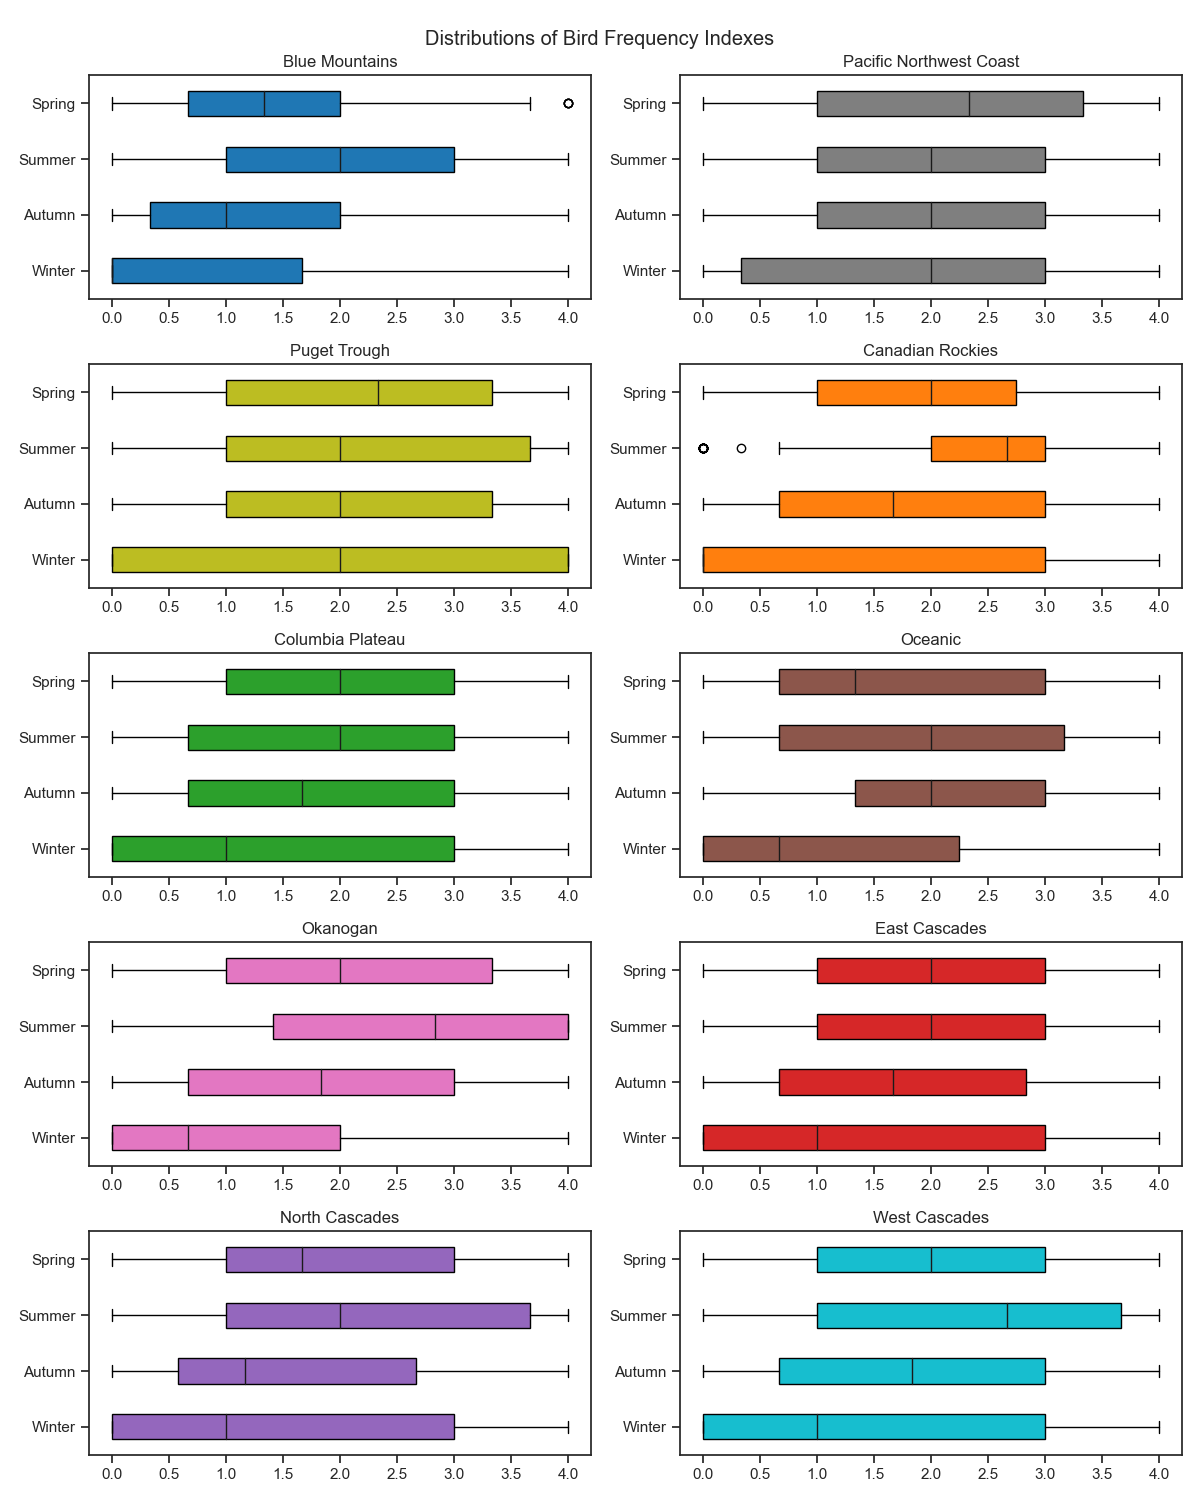 Distributions of Bird Frequency Indexes
Blue Mountains
Spring
Summer
Autumn
Winter
0.0 0.5 1.0 1.5 2.0 2.5 3.0 3.5 4.0
Pacific Northwest Coast
Spring
Summer
Autumn
Winter
0.0 0.5 1.0 1.5 2.0 2.5 3.0 3.5 4.0
Puget Trough
Spring
Summer
Autumn
Winter
0.0 0.5 1.0 1.5 2.0 2.5 3.0 3.5 4.0
Canadian Rockies
Spring
Summer
Autumn
Winter
0.0 0.5 1.0 1.5 2.0 2.5 3.0 3.5 4.0
Columbia Plateau
Spring
Summer
Autumn
Winter
0.0 0.5 1.0 1.5 2.0 2.5 3.0 3.5 4.0
Oceanic
Spring
Summer
Autumn
Winter
0.0 0.5 1.0 1.5 2.0 2.5 3.0 3.5 4.0
Okanogan
Spring
Summer
Autumn
Winter
0.0 0.5 1.0 1.5 2.0 2.5 3.0 3.5 4.0
East Cascades
Spring
Summer
Autumn
Winter
0.0 0.5 1.0 1.5 2.0 2.5 3.0 3.5 4.0
North Cascades
Spring
Summer
Autumn
Winter
0.0 0.5 1.0 1.5 2.0 2.5 3.0 3.5 4.0
West Cascades
Spring
Summer
Autumn
Winter
0.0 0.5 1.0 1.5 2.0 2.5 3.0 3.5 4.0